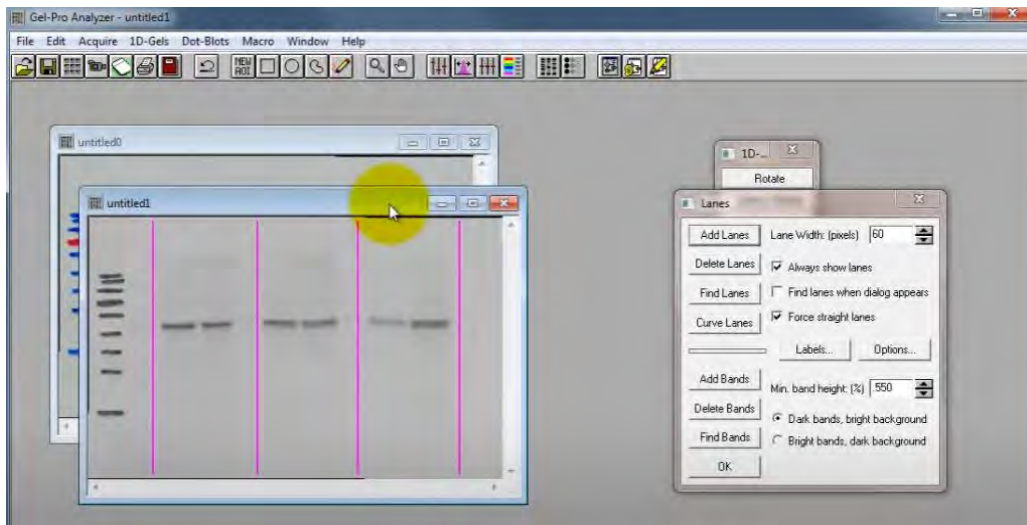 Gel-Pro Analyzer - untitled1
File Edit Acquire 1D-Gels Dot-Blots Macro Window Help
NEW
AOI
untitled0
untitled1
1D-...
Rotate
Lanes
Add Lanes Lane Width: (pixels) 60
Delete Lanes Always show lanes
Find Lanes Find lanes when dialog appears
Curve Lanes Force straight lanes
Labels... Options...
Add Bands Min. band height: (%) .550
Delete Bands Dark bands, bright background
Find Bands Bright bands, dark background
OK